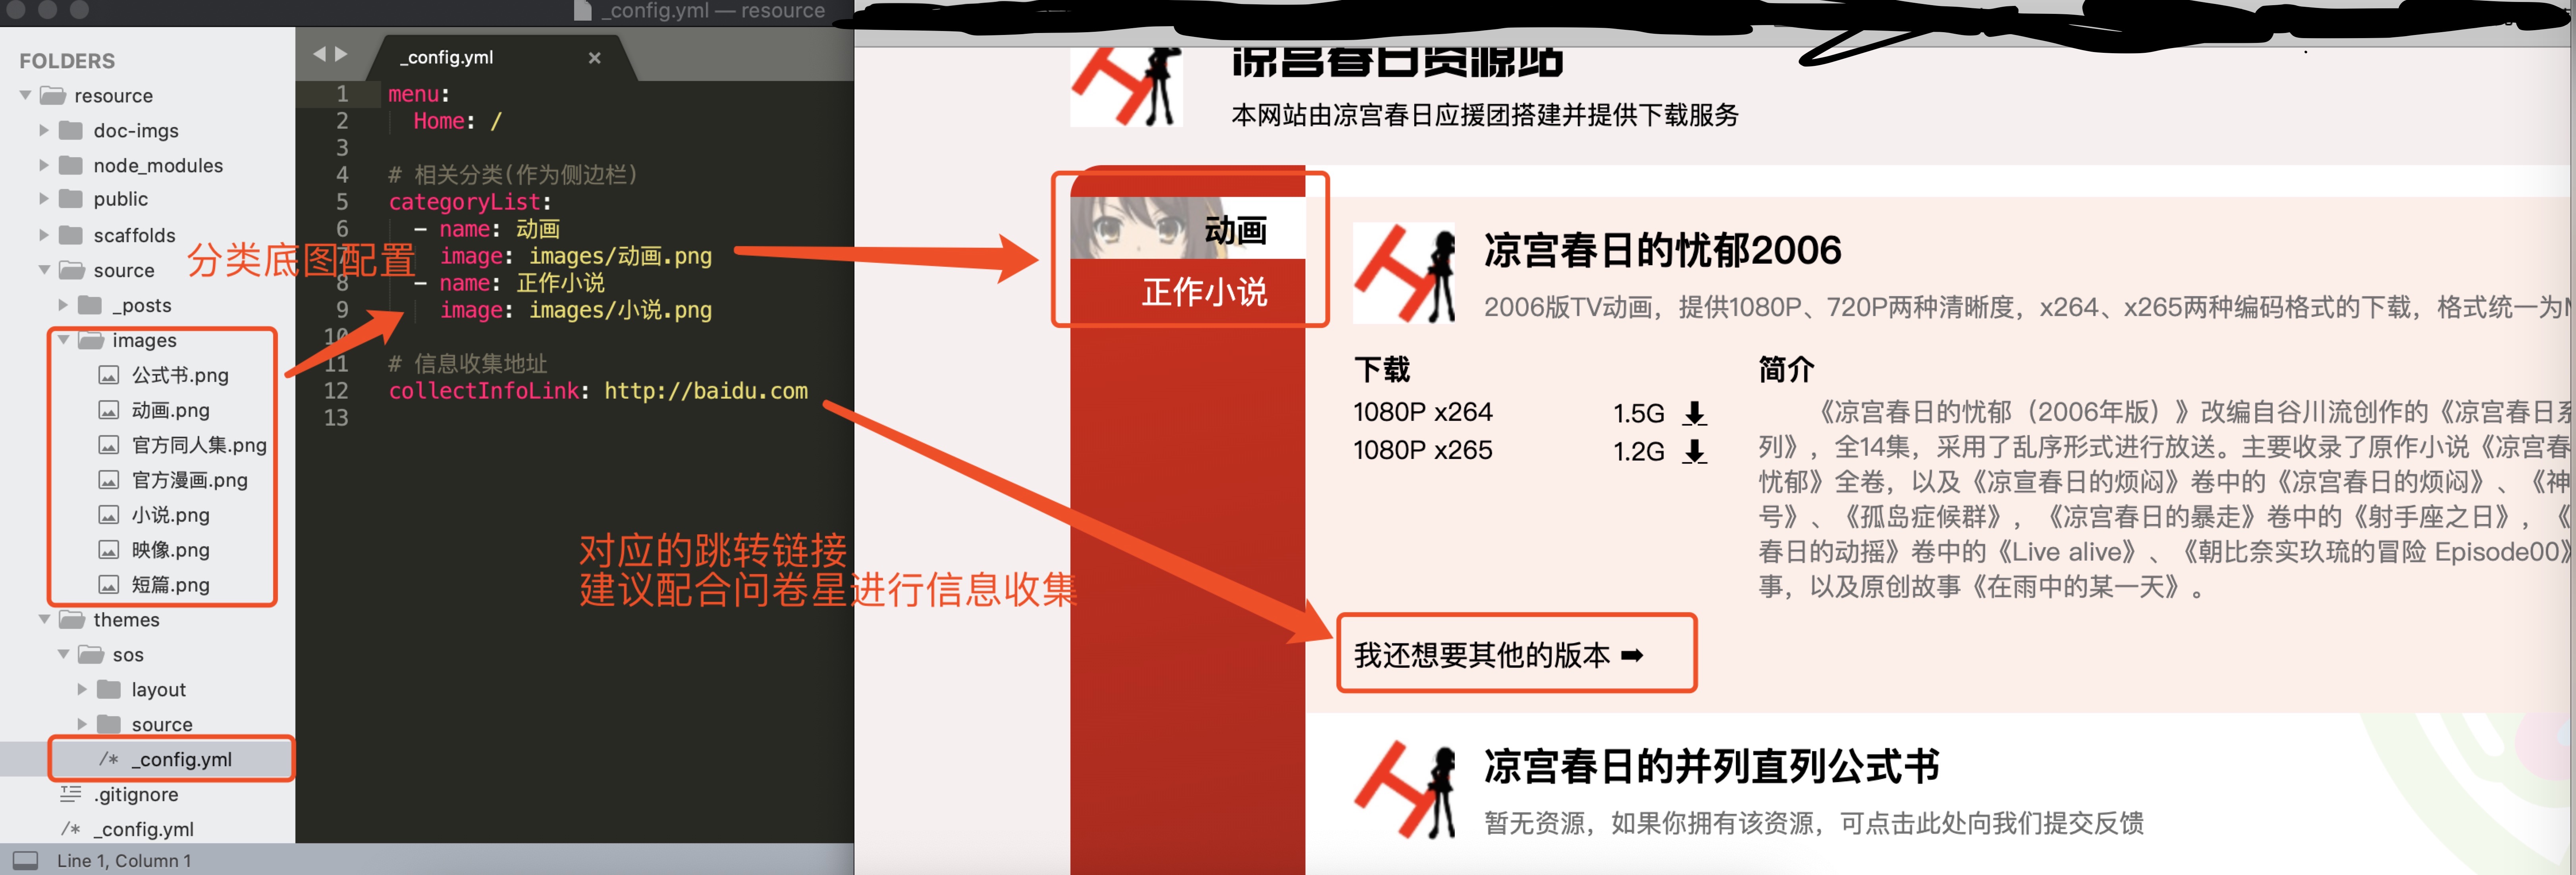 _config.yml — resource
FOLDERS
resource
doc-imgs
node_modules
public
scaffolds
source
_posts
images
公式书.png
动画.png
官方同人集.png
官方漫画.png
小说.png
映像.png
短篇.png
themes
sos
layout
source
/* _config.yml
.gitignore
/* _config.yml
Line 1, Column 1
分类底图配置
_config.yml
1 menu:
2 Home: /
3
4 # 相关分类(作为侧边栏)
5 categoryList:
6 - name: 动画
7 image: images/动画.png
8 - name: 正作小说
9 image: images/小说.png
10
11 # 信息收集地址
12 collectInfoLink: http://baidu.com
13
对应的跳转链接
建议配合问卷星进行信息收集
凉宫春日资源站
本网站由凉宫春日应援团搭建并提供下载服务
动画
正作小说
凉宫春日的忧郁2006
2006版TV动画，提供1080P、720P两种清晰度，x264、x265两种编码格式的下载，格式统一为
下载
1080P x264 1.5G
1080P x265 1.2G
简介
《凉宫春日的忧郁（2006年版）》改编自谷川流创作的《凉宫春日系
列》，全14集，采用了乱序形式进行放送。主要收录了原作小说《凉宫春
忧郁》全卷，以及《凉宣春日的烦闷》卷中的《凉宫春日的烦闷》、《神
号》、《孤岛症候群》，《凉宫春日的暴走》卷中的《射手座之日》，《
春日的动摇》卷中的《Live alive》、《朝比奈实玖琉的冒险 Episode00》
事，以及原创故事《在雨中的某一天》。
我还想要其他的版本 ➡
凉宫春日的并列直列公式书
暂无资源，如果你拥有该资源，可点击此处向我们提交反馈